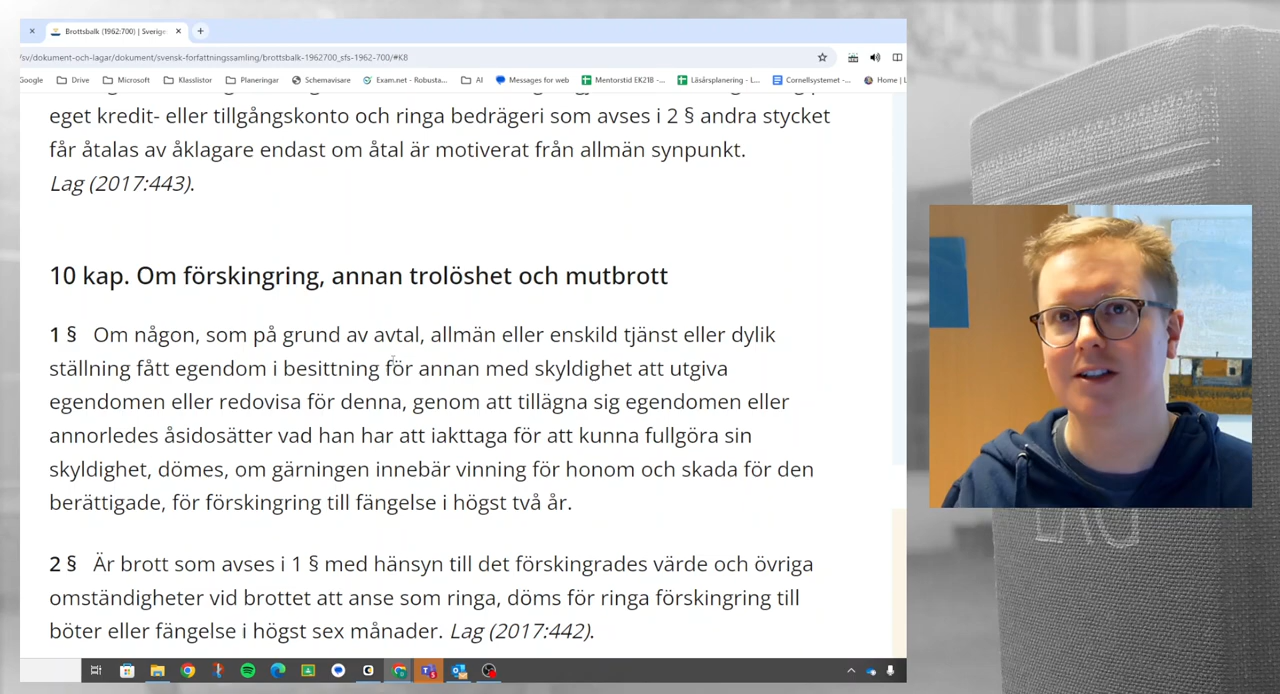 Brottsbalk (1962:700) | Sverige
/sv/dokument-och-lagar/dokument/svensk-forfattningssamling/brottsbalk-1962700_sfs-1962-700/#K8
Google Drive Microsoft Klasslistor Planeringar Schemavisare Exam.net - Robusta... AI Messages for web Mentorstid EK21B -... Läsårsplanering - L... Cornellsystemet -... Home | L
eget kredit- eller tillgångskonto och ringa bedrägeri som avses i 2 § andra stycket
får åtalas av åklagare endast om åtal är motiverat från allmän synpunkt.
Lag (2017:443).
10 kap. Om förskingring, annan trolöshet och mutbrott
1 § Om någon, som på grund av avtal, allmän eller enskild tjänst eller dylik
ställning fått egendom i besittning för annan med skyldighet att utgiva
egendomen eller redovisa för denna, genom att tillägna sig egendomen eller
annorledes åsidosätter vad han har att iakttaga för att kunna fullgöra sin
skyldighet, dömes, om gärningen innebär vinning för honom och skada för den
berättigade, för förskingring till fängelse i högst två år.
2 § Är brott som avses i 1 § med hänsyn till det förskingrades värde och övriga
omständigheter vid brottet att anse som ringa, döms för ringa förskingring till
böter eller fängelse i högst sex månader. Lag (2017:442).
LAG